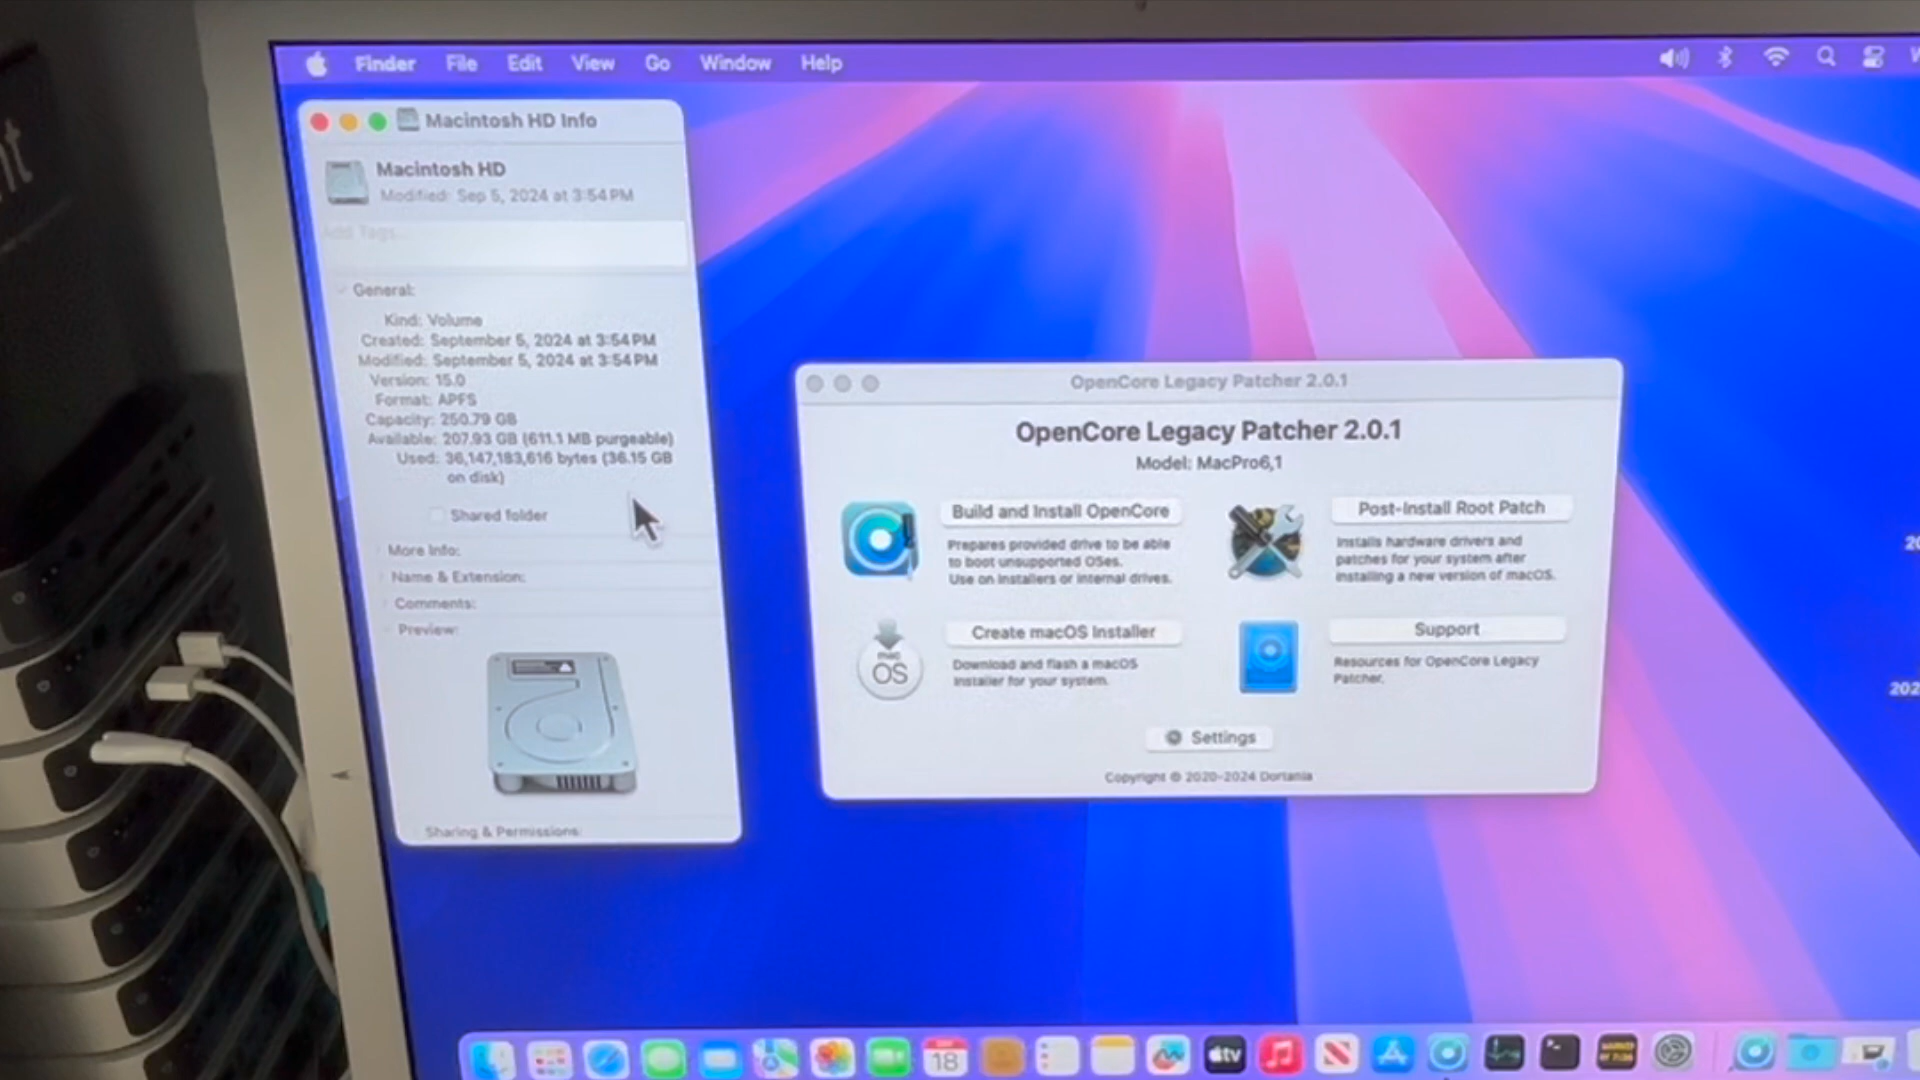 Finder File Edit View Go Window Help
Macintosh HD Info
Macintosh HD
Modified: Sep 5, 2024 at 3:54 PM
Add Tags...
General:
Kind: Volume
Created: September 5, 2024 at 3:54 PM
Modified: September 5, 2024 at 3:54 PM
Version: 15.0
Format: APFS
Capacity: 250.79 GB
Available: 207.93 GB (611.1 MB purgeable)
Used: 36,147,183,616 bytes (36.15 GB
on disk)
Shared folder
More Info:
Name & Extension:
Comments:
Preview:
Sharing & Permissions:
OpenCore Legacy Patcher 2.0.1
OpenCore Legacy Patcher 2.0.1
Model: MacPro6,1
Build and Install OpenCore
Prepares provided drive to be able
to boot unsupported OSes.
Use on installers or internal drives.
Post-Install Root Patch
Installs hardware drivers and
patches for your system after
installing a new version of macOS.
mac
OS
Create macOS Installer
Download and flash a macOS
Installer for your system.
Support
Resources for OpenCore Legacy
Patcher.
Settings
Copyright © 2020-2024 Dortania
20
202
18
tv